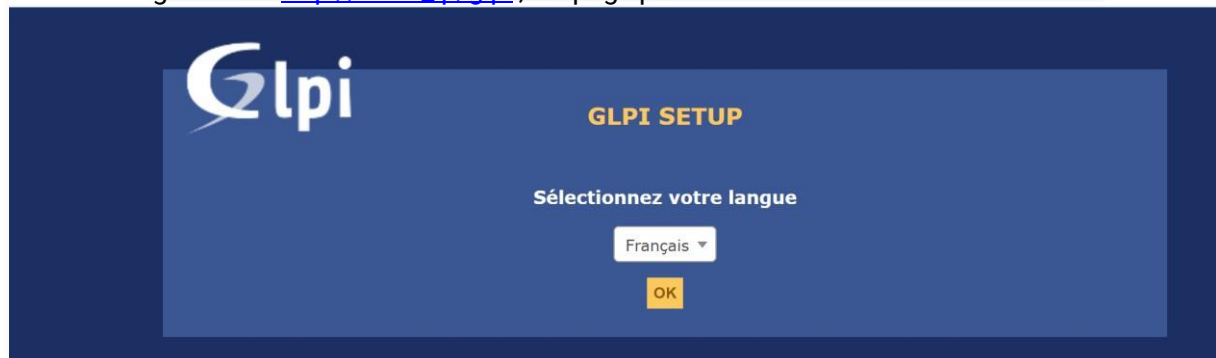 Glpi
GLPI SETUP
Sélectionnez votre langue
Français
OK